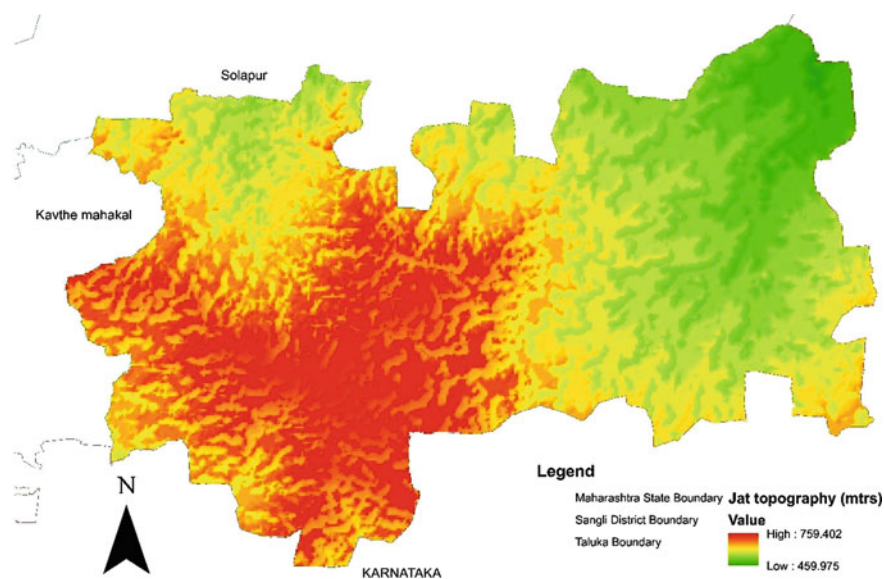 Solapur
Kavthe mahakal
N
KARNATAKA
Legend
Maharashtra State Boundary
Sangli District Boundary
Taluka Boundary
Jat topography (mtrs)
Value
High : 759.402
Low : 459.975